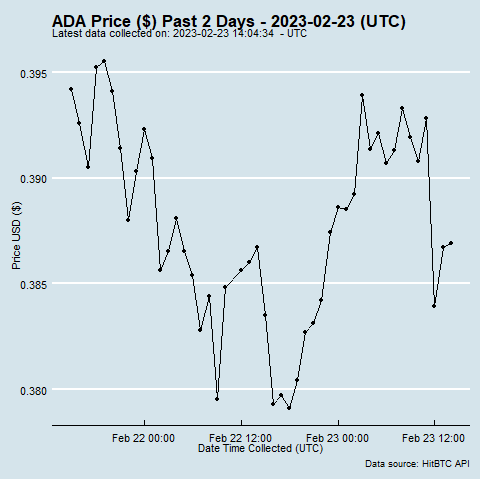 ADA Price ($) Past 2 Days - 2023-02-23 (UTC)
Latest data collected on: 2023-02-23 14:04:34  - UTC
0.395
0.390
0.385
0.380
Price USD ($)
Feb 22 00:00
Feb 22 12:00
Feb 23 00:00
Feb 23 12:00
Date Time Collected (UTC)
Data source: HitBTC API